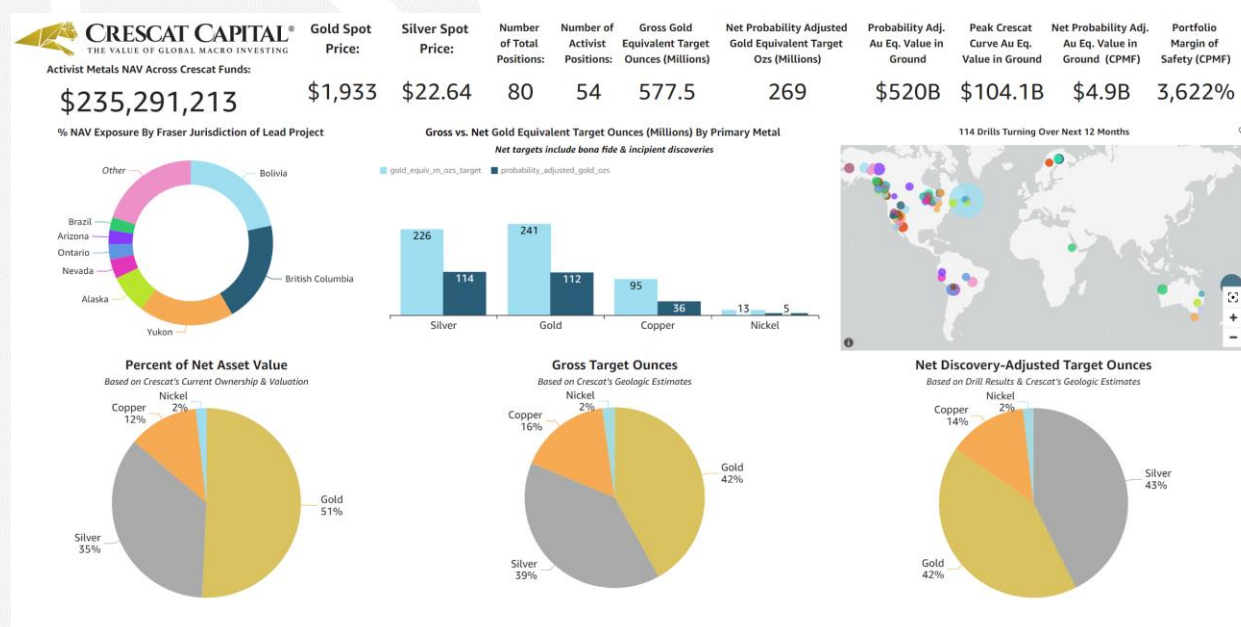 CRESCAT CAPITAL®
THE VALUE OF GLOBAL MACRO INVESTING
Activist Metals NAV Across Crescat Funds:
$235,291,213
Gold Spot
Price:
$1,933
Silver Spot
Price:
$22.64
Number
of Total
Positions:
80
Number of
Activist
Positions:
54
Gross Gold
Equivalent Target
Ounces (Millions)
577.5
Net Probability Adjusted
Gold Equivalent Target
Ozs (Millions)
269
Probability Adj.
Au Eq. Value in
Ground
$520B
Peak Crescat
Curve Au Eq.
Value in Ground
$104.1B
Net Probability Adj.
Au Eq. Value in
Ground (CPMF)
$4.9B
Portfolio
Margin of
Safety (CPMF)
3,622%
% NAV Exposure By Fraser Jurisdiction of Lead Project
Other
Bolivia
Brazil
Arizona
Ontario
Nevada
British Columbia
Alaska
Yukon
Gross vs. Net Gold Equivalent Target Ounces (Millions) By Primary Metal
Net targets include bona fide & incipient discoveries
gold_equiv_m_ozs_target
probability_adjusted_gold_ozs
226
114
241
112
95
36
13
5
Silver
Gold
Copper
Nickel
114 Drills Turning Over Next 12 Months
+
−
Percent of Net Asset Value
Based on Crescat's Current Ownership & Valuation
Nickel
2%
Copper
12%
Gold
51%
Silver
35%
Gross Target Ounces
Based on Crescat's Geologic Estimates
Nickel
2%
Copper
16%
Gold
42%
Silver
39%
Net Discovery-Adjusted Target Ounces
Based on Drill Results & Crescat's Geologic Estimates
Nickel
2%
Copper
14%
Silver
43%
Gold
42%